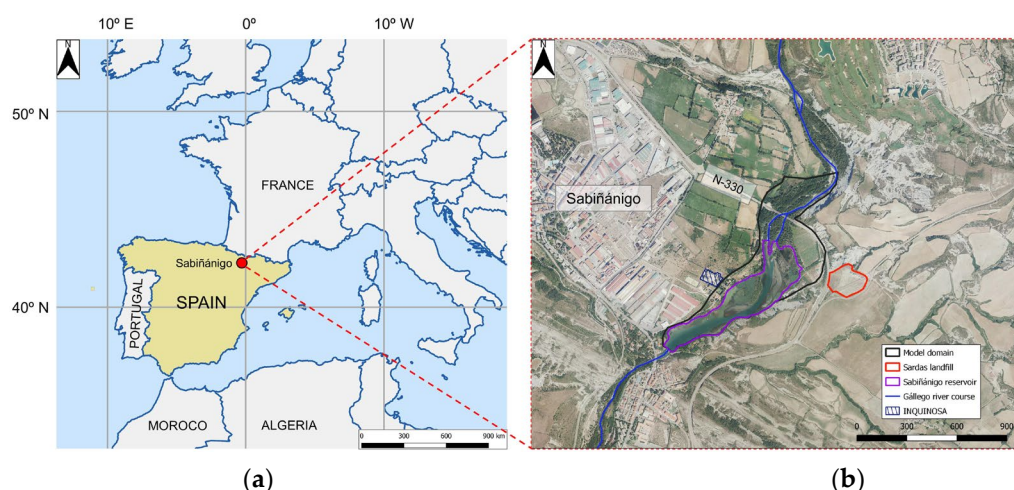 10º E 0º 10º W
N
50º N
40º N
FRANCE
Sabiñánigo
SPAIN
PORTUGAL
MOROCO
ALGERIA
0 300 600 900 km
(a)
N
Sabiñánigo
N-330
Model domain
Sardas landfill
Sabiñánigo reservoir
Gállego river course
INQUINOSA
0 300 600 900
(b)